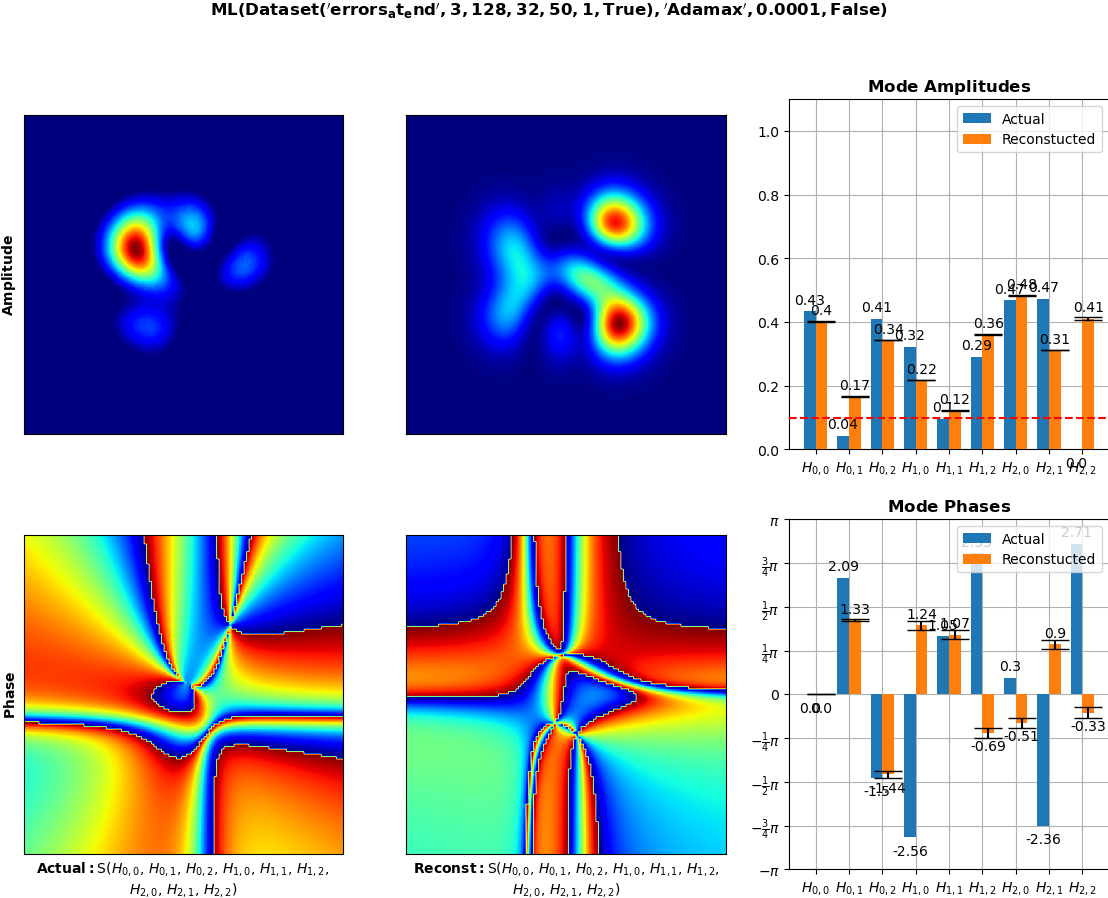 ML(Dataset('errors_at_end', 3, 128, 32, 50, 1, True), 'Adamax', 0.0001, False)
Mode Amplitudes
Actual
Reconstucted
1.0
0.8
0.6
0.4
0.2
0.0
0.43
0.4
0.04
0.17
0.41
0.34
0.32
0.22
0.1
0.12
0.29
0.36
0.47
0.48
0.47
0.31
0.0
0.41
H0,0 H0,1 H0,2 H1,0 H1,1 H1,2 H2,0 H2,1 H2,2
Amplitude
Mode Phases
Actual
Reconstucted
π
3/4π
1/2π
1/4π
0
−1/4π
−1/2π
−3/4π
−π
0.0
0.0
2.09
1.33
-1.5
-1.44
-2.56
1.24
1.05
1.07
-0.69
0.3
-0.51
-2.36
0.9
2.71
-0.33
H0,0 H0,1 H0,2 H1,0 H1,1 H1,2 H2,0 H2,1 H2,2
Phase
Actual: S(H0,0, H0,1, H0,2, H1,0, H1,1, H1,2,
H2,0, H2,1, H2,2)
Reconst: S(H0,0, H0,1, H0,2, H1,0, H1,1, H1,2,
H2,0, H2,1, H2,2)